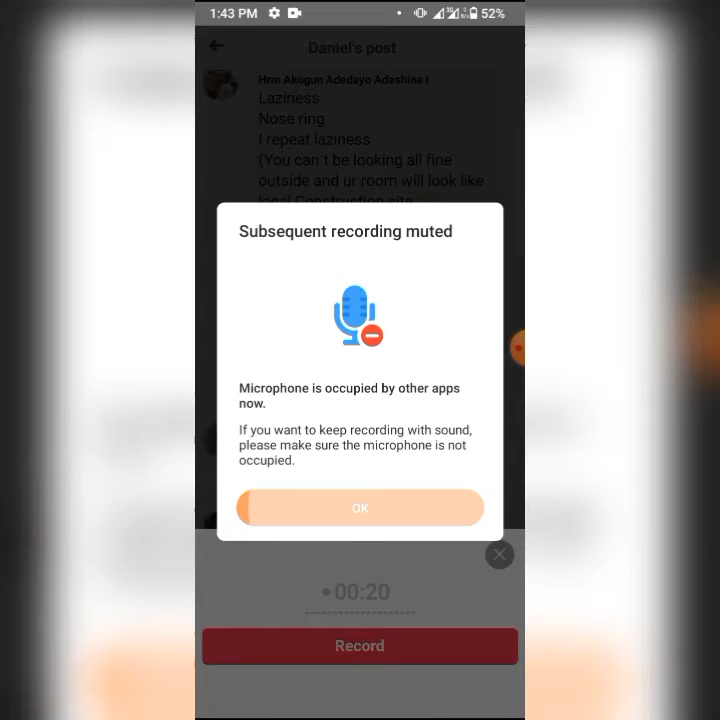 1:43 PM
52%
Daniel's post
Hrm Akogun Adedayo Adeshina I
Laziness
Nose ring
I repeat laziness
(You can't be looking all fine
outside and ur room will look like
local Construction site
Subsequent recording muted
Microphone is occupied by other apps
now.
If you want to keep recording with sound,
please make sure the microphone is not
occupied.
OK
00:20
Record